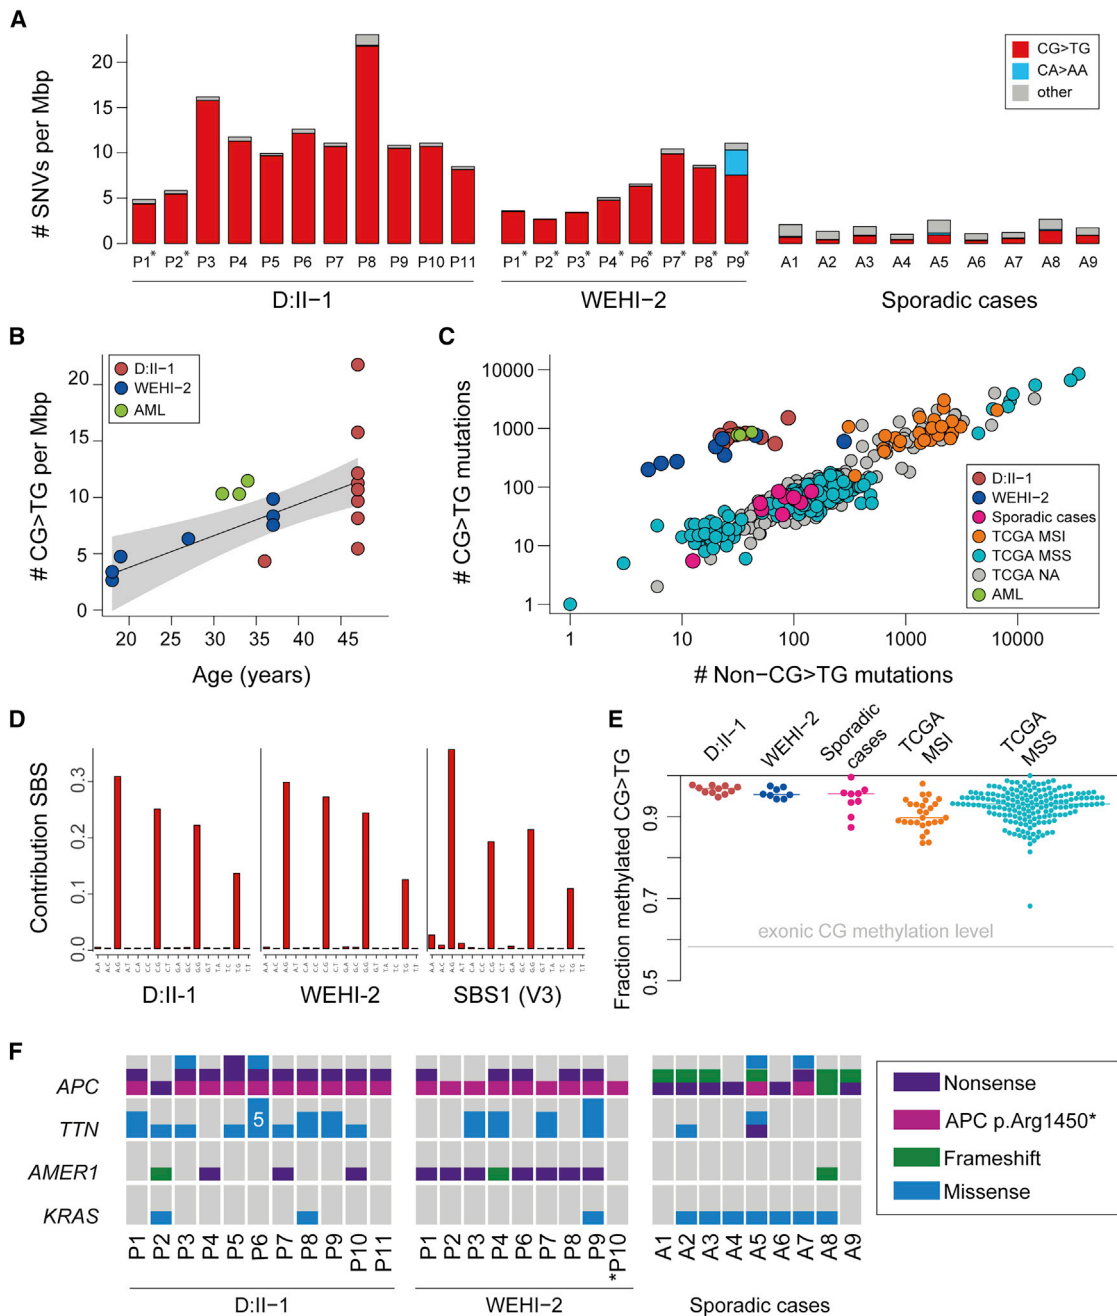 A
# SNVs per Mbp
20
15
10
5
0
CG>TG
CA>AA
other
P1* P2* P3 P4 P5 P6 P7 P8 P9 P10 P11
P1* P2* P3* P4* P6* P7* P8* P9*
A1 A2 A3 A4 A5 A6 A7 A8 A9
D:II−1
WEHI−2
Sporadic cases
B
# CG>TG per Mbp
20
15
10
5
0
D:II−1
WEHI−2
AML
20 25 30 35 40 45
Age (years)
C
# CG>TG mutations
10000
1000
100
10
1
D:II−1
WEHI−2
Sporadic cases
TCGA MSI
TCGA MSS
TCGA NA
AML
1 10 100 1000 10000
# Non−CG>TG mutations
D
Contribution SBS
0.3
0.1
0.0
A.A A.C A.G A.T C.A C.C C.G C.T G.A G.C G.G G.T T.A T.C T.G T.T
A.A A.C A.G A.T C.A C.C C.G C.T G.A G.C G.G G.T T.A T.C T.G T.T
A.A A.C A.G A.T C.A C.C C.G C.T G.A G.C G.G G.T T.A T.C T.G T.T
D:II-1
WEHI-2
SBS1 (V3)
E
D:II−1
WEHI−2
Sporadic
cases
TCGA
MSI
TCGA
MSS
Fraction methylated CG>TG
0.9
0.7
0.5
exonic CG methylation level
F
APC
TTN
5
AMER1
KRAS
P1 P2 P3 P4 P5 P6 P7 P8 P9 P10 P11
P1 P2 P3 P4 P6 P7 P8 P9 *P10
A1 A2 A3 A4 A5 A6 A7 A8 A9
D:II−1
WEHI−2
Sporadic cases
Nonsense
APC p.Arg1450*
Frameshift
Missense